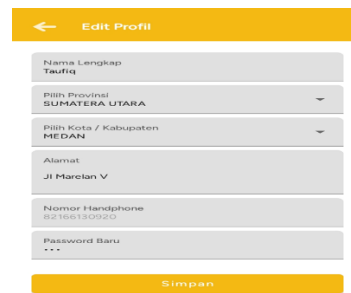 Edit Profil
Nama Lengkap
Taufiq
Pilih Provinsi
SUMATERA UTARA
Pilih Kota / Kabupaten
MEDAN
Alamat
Jl Marelan V
Nomor Handphone
82166130920
Password Baru
•••
Simpan